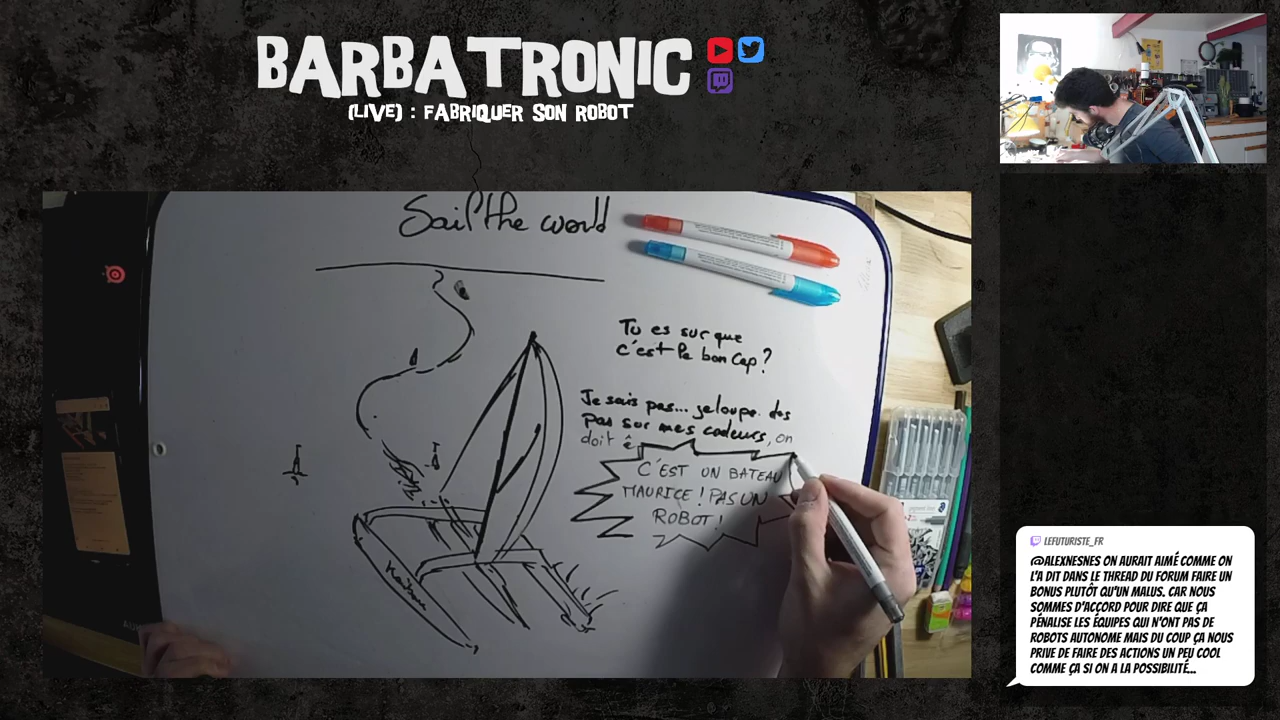 BARBATRONIC
(LIVE) : FABRIQUER SON ROBOT
Sail the world
Tu es sur que
c'est le bon cap ?
Je sais pas... je loupe des
pas sur mes codeurs, on
doit ê
C'EST UN BATEAU
MAURICE ! PAS UN
ROBOT !
LEFUTURISTE_FR
@ALEXNESNES ON AURAIT AIMÉ COMME ON
L'A DIT DANS LE THREAD DU FORUM FAIRE UN
BONUS PLUTÔT QU'UN MALUS. CAR NOUS
SOMMES D'ACCORD POUR DIRE QUE ÇA
PÉNALISE LES ÉQUIPES QUI N'ONT PAS DE
ROBOTS AUTONOME MAIS DU COUP ÇA NOUS
PRIVE DE FAIRE DES ACTIONS UN PEU COOL
COMME ÇA SI ON A LA POSSIBILITÉ...